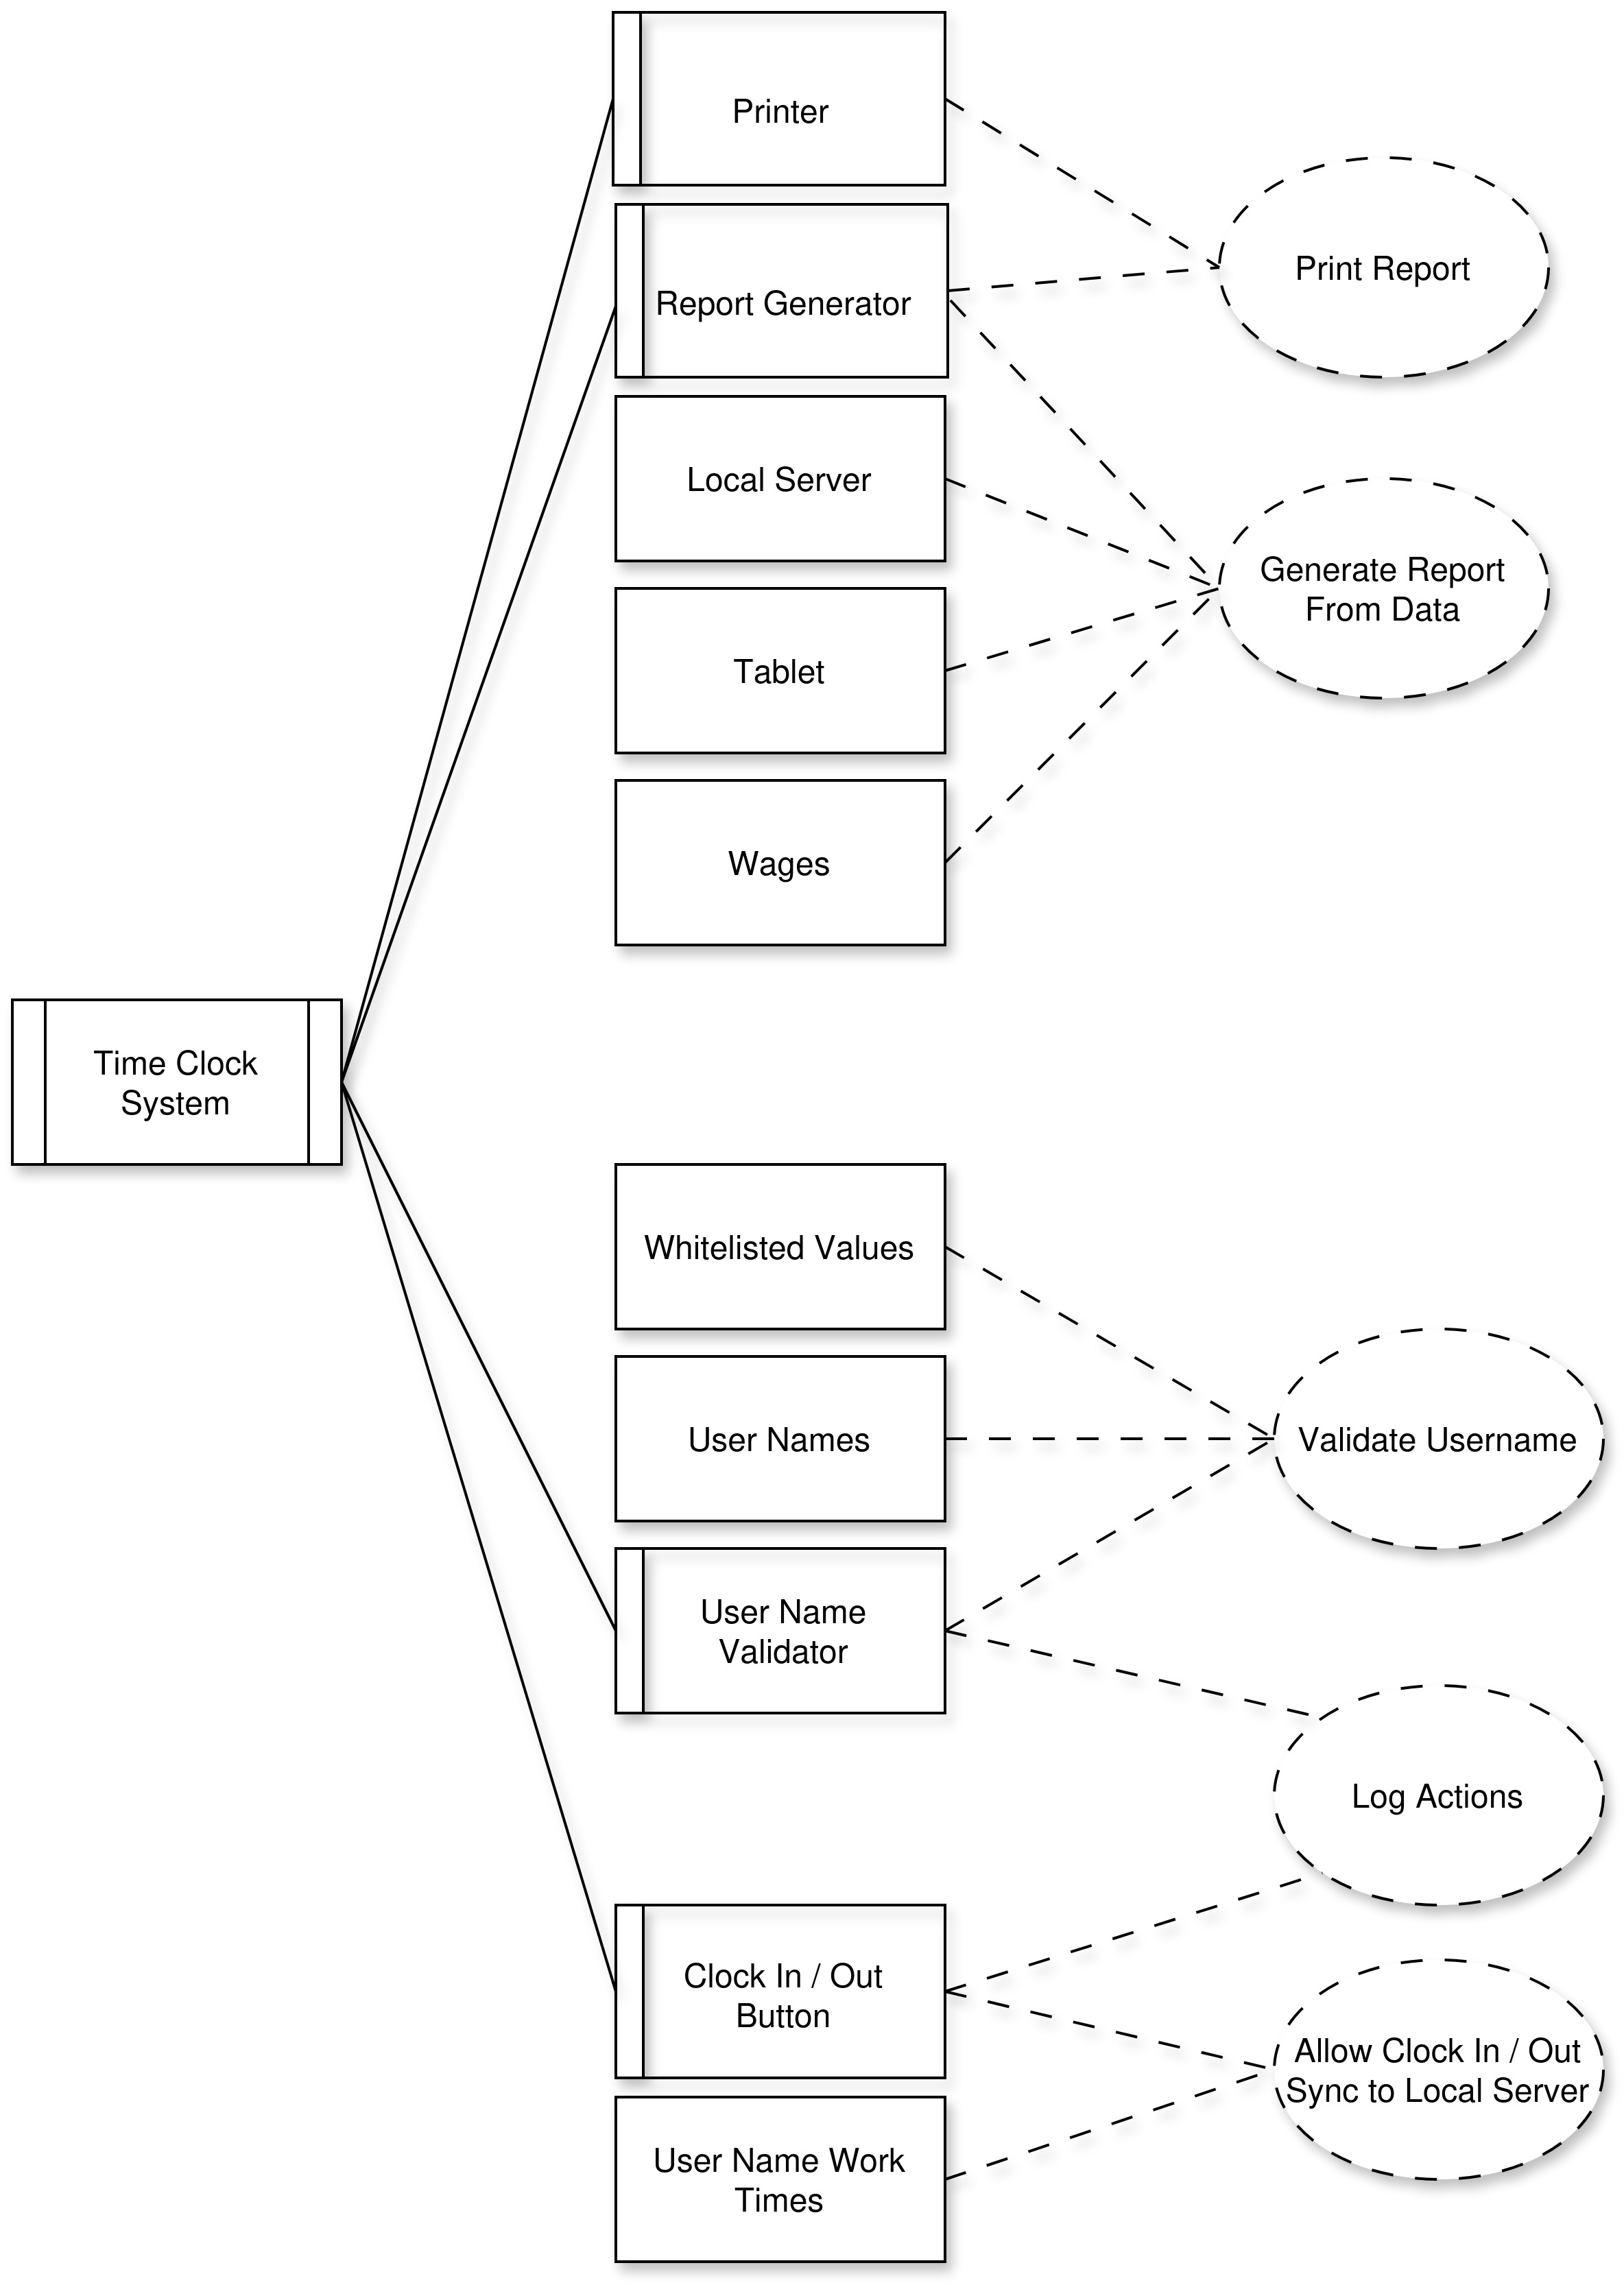 Printer
Print Report
Report Generator
Local Server
Generate Report
From Data
Tablet
Wages
Time Clock
System
Whitelisted Values
User Names
Validate Username
User Name
Validator
Log Actions
Clock In / Out
Button
Allow Clock In / Out
Sync to Local Server
User Name Work
Times